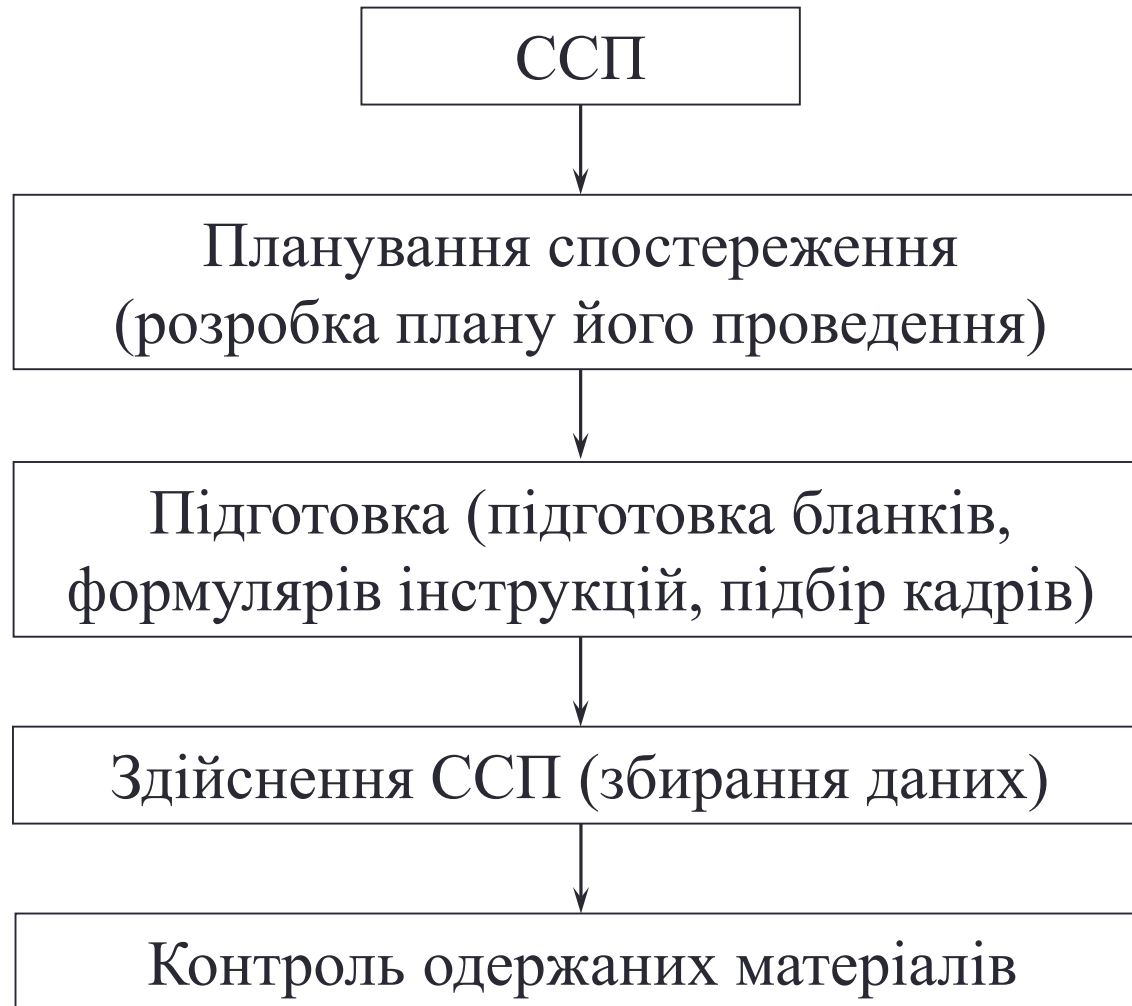 ССП
Планування спостереження
(розробка плану його проведення)
Підготовка (підготовка бланків,
формулярів інструкцій, підбір кадрів)
Здійснення ССП (збирання даних)
Контроль одержаних матеріалів